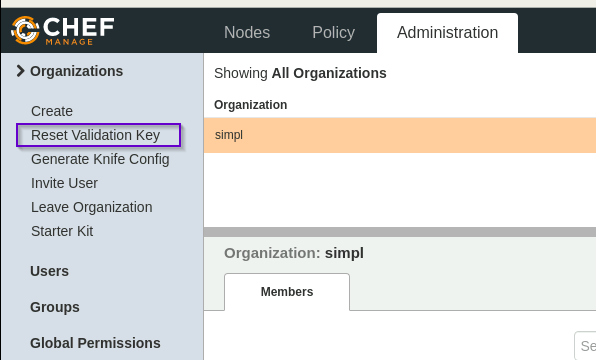 CHEF
MANAGE
Nodes Policy Administration
Organizations
Create
Reset Validation Key
Generate Knife Config
Invite User
Leave Organization
Starter Kit
Users
Groups
Global Permissions
Showing All Organizations
Organization
simpl
Organization: simpl
Members
Se